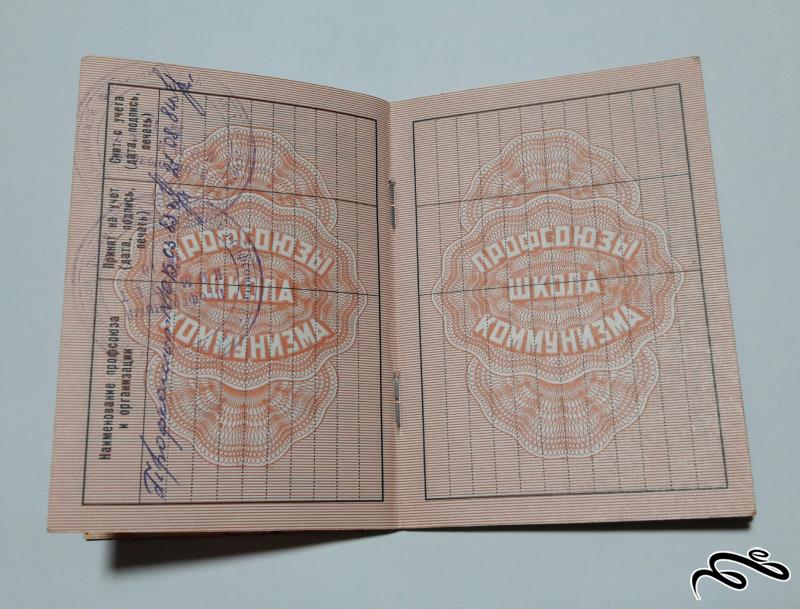 Наименование профсоюза
и организации
Принят на учет
(дата, подпись,
печать)
Снят с учета
(дата, подпись,
печать)
ПРОФСОЮЗЫ
ШКОЛА
КОММУНИЗМА
ПРОФСОЮЗЫ
ШКОЛА
КОММУНИЗМА